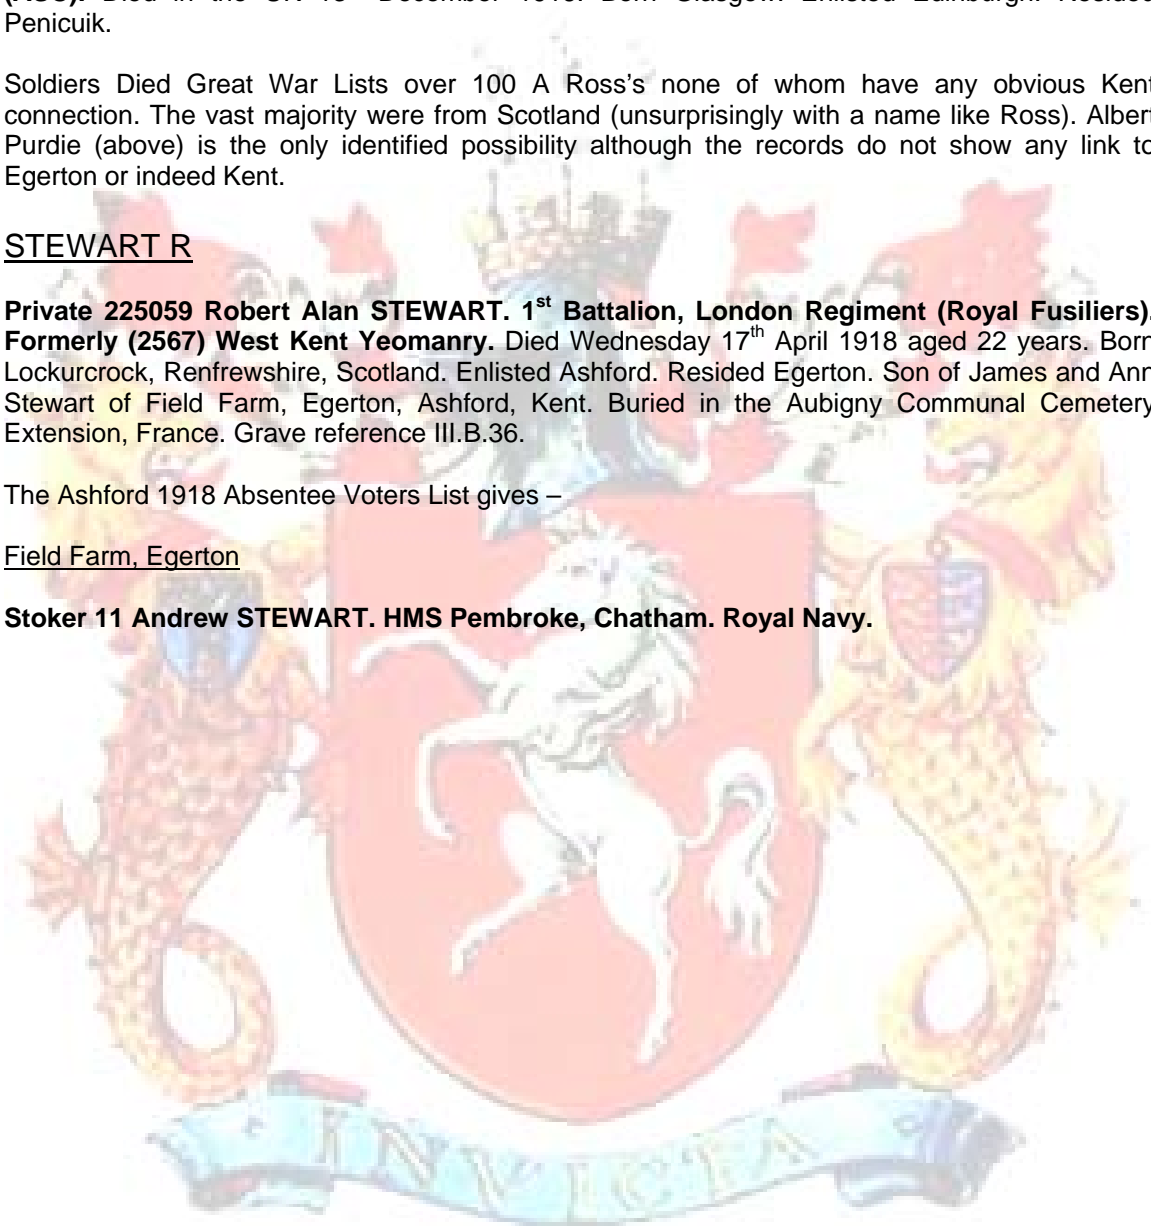 Penicuik.
Soldiers Died Great War Lists over 100 A Ross's none of whom have any obvious Kent
connection. The vast majority were from Scotland (unsurprisingly with a name like Ross). Albert
Purdie (above) is the only identified possibility although the records do not show any link to
Egerton or indeed Kent.
STEWART R
Private 225059 Robert Alan STEWART. 1st Battalion, London Regiment (Royal Fusiliers).
Formerly (2567) West Kent Yeomanry. Died Wednesday 17th April 1918 aged 22 years. Born
Lockurcrock, Renfrewshire, Scotland. Enlisted Ashford. Resided Egerton. Son of James and Ann
Stewart of Field Farm, Egerton, Ashford, Kent. Buried in the Aubigny Communal Cemetery
Extension, France. Grave reference III.B.36.
The Ashford 1918 Absentee Voters List gives –
Field Farm, Egerton
Stoker 11 Andrew STEWART. HMS Pembroke, Chatham. Royal Navy.
INVICTA